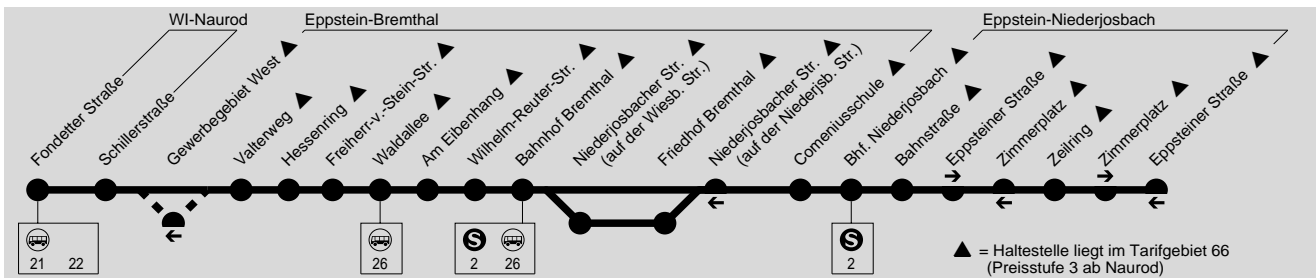 WI-Naurod
Eppstein-Bremthal
Eppstein-Niederjosbach
Fondetter Straße
Schillerstraße
Gewerbegebiet West
Valterweg
Hessenring
Freiherr-v.-Stein-Str.
Waldallee
Am Eibenhang
Wilhelm-Reuter-Str.
Bahnhof Bremthal
Niederjosbacher Str.
(auf der Wiesb. Str.)
Friedhof Bremthal
Niederjosbacher Str.
(auf der Niederjsb. Str.)
Comeniusschule
Bhf. Niederjosbach
Bahnstraße
Eppsteiner Straße
Zimmerplatz
Zeilring
Zimmerplatz
Eppsteiner Straße
21 22
26
S
2 26
S
2
▲ = Haltestelle liegt im Tarifgebiet 66
(Preisstufe 3 ab Naurod)